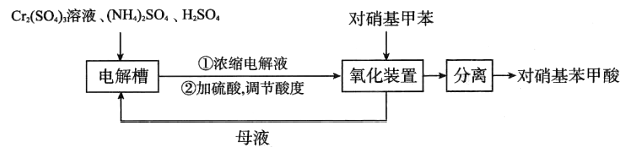 Cr₂(SO₄)₃溶液、(NH₄)₂SO₄、H₂SO₄
对硝基甲苯
①浓缩电解液
电解槽
氧化装置
分离
对硝基苯甲酸
②加硫酸,调节酸度
母液